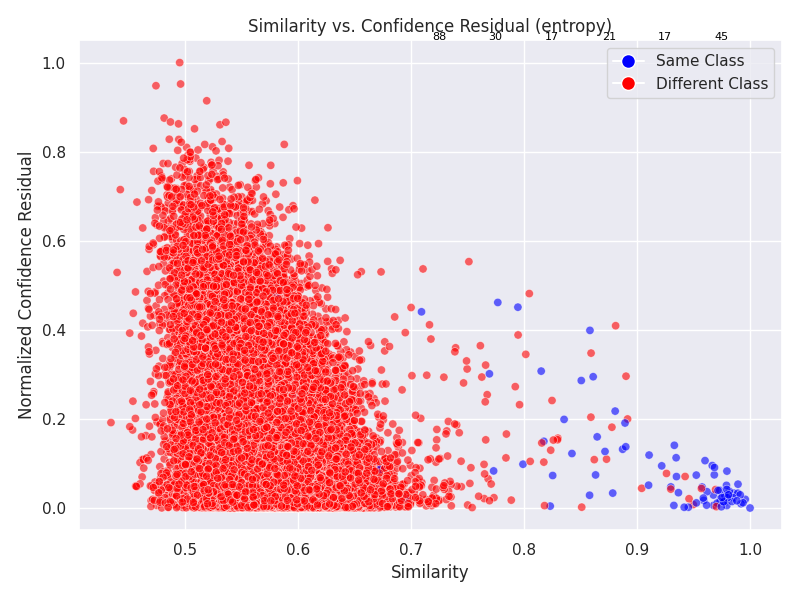 Similarity vs. Confidence Residual (entropy)
88 30 17 21 17 45
Same Class
Different Class
1.0
0.8
0.6
0.4
0.2
0.0
Normalized Confidence Residual
0.5 0.6 0.7 0.8 0.9 1.0
Similarity